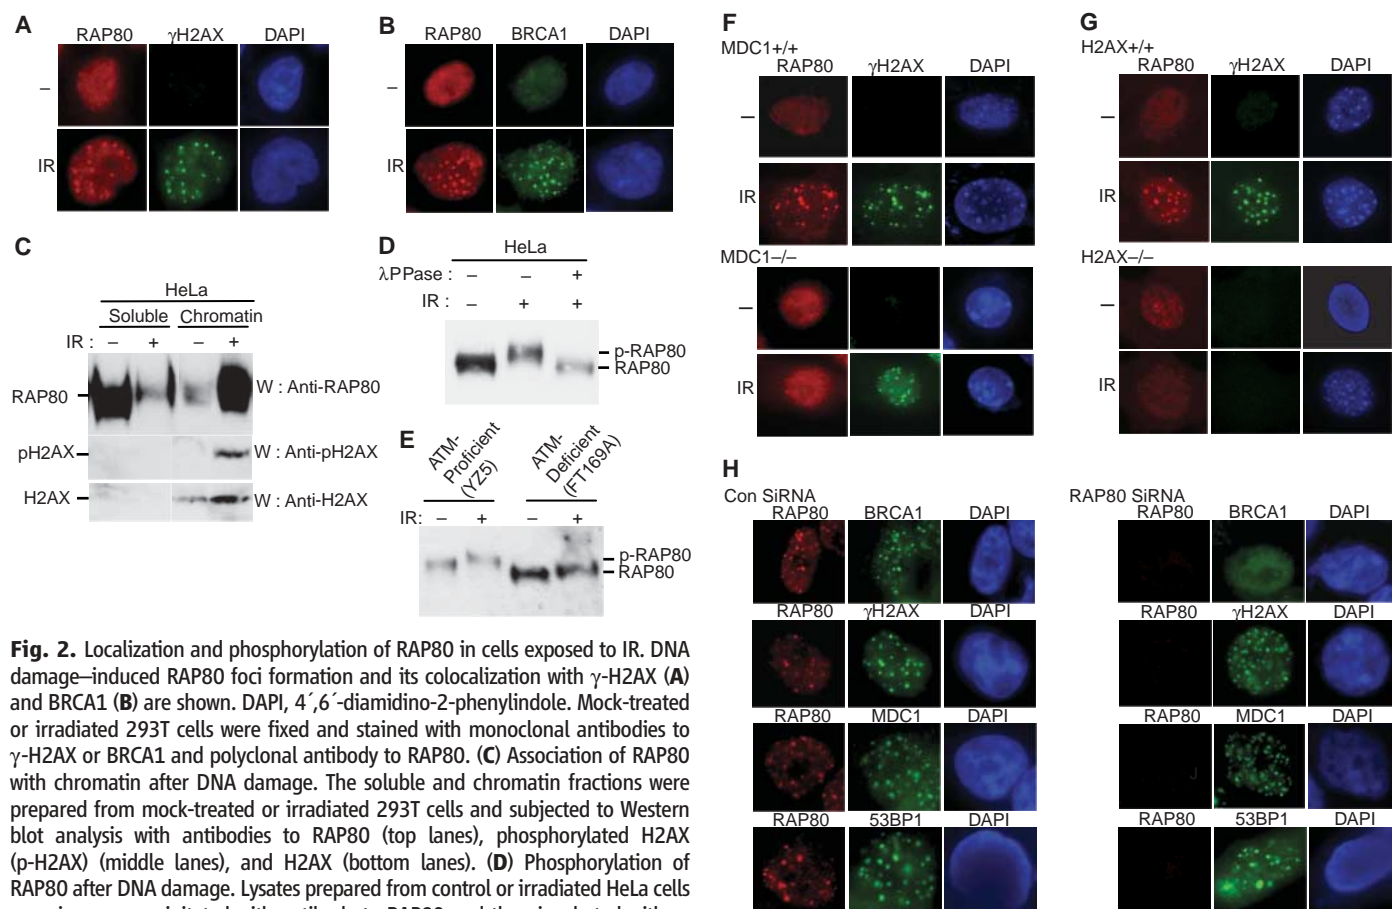 A
RAP80 γH2AX DAPI
–
IR
B
RAP80 BRCA1 DAPI
–
IR
C
HeLa
Soluble Chromatin
IR : – + – +
RAP80 W : Anti-RAP80
pH2AX W : Anti-pH2AX
H2AX W : Anti-H2AX
D
HeLa
λPPase : – – +
IR : – + +
p-RAP80
RAP80
E
ATM-
Proficient
(YZ5)
ATM-
Deficient
(FT169A)
IR: – + – +
p-RAP80
RAP80
F
MDC1+/+
RAP80 γH2AX DAPI
–
IR
MDC1–/–
–
IR
G
H2AX+/+
RAP80 γH2AX DAPI
–
IR
H2AX–/–
–
IR
H
Con SiRNA
RAP80 BRCA1 DAPI
RAP80 γH2AX DAPI
RAP80 MDC1 DAPI
RAP80 53BP1 DAPI
RAP80 SiRNA
RAP80 BRCA1 DAPI
RAP80 γH2AX DAPI
RAP80 MDC1 DAPI
RAP80 53BP1 DAPI
Fig. 2. Localization and phosphorylation of RAP80 in cells exposed to IR. DNA
damage–induced RAP80 foci formation and its colocalization with γ-H2AX (A)
and BRCA1 (B) are shown. DAPI, 4´,6´-diamidino-2-phenylindole. Mock-treated
or irradiated 293T cells were fixed and stained with monoclonal antibodies to
γ-H2AX or BRCA1 and polyclonal antibody to RAP80. (C) Association of RAP80
with chromatin after DNA damage. The soluble and chromatin fractions were
prepared from mock-treated or irradiated 293T cells and subjected to Western
blot analysis with antibodies to RAP80 (top lanes), phosphorylated H2AX
(p-H2AX) (middle lanes), and H2AX (bottom lanes). (D) Phosphorylation of
RAP80 after DNA damage. Lysates prepared from control or irradiated HeLa cells